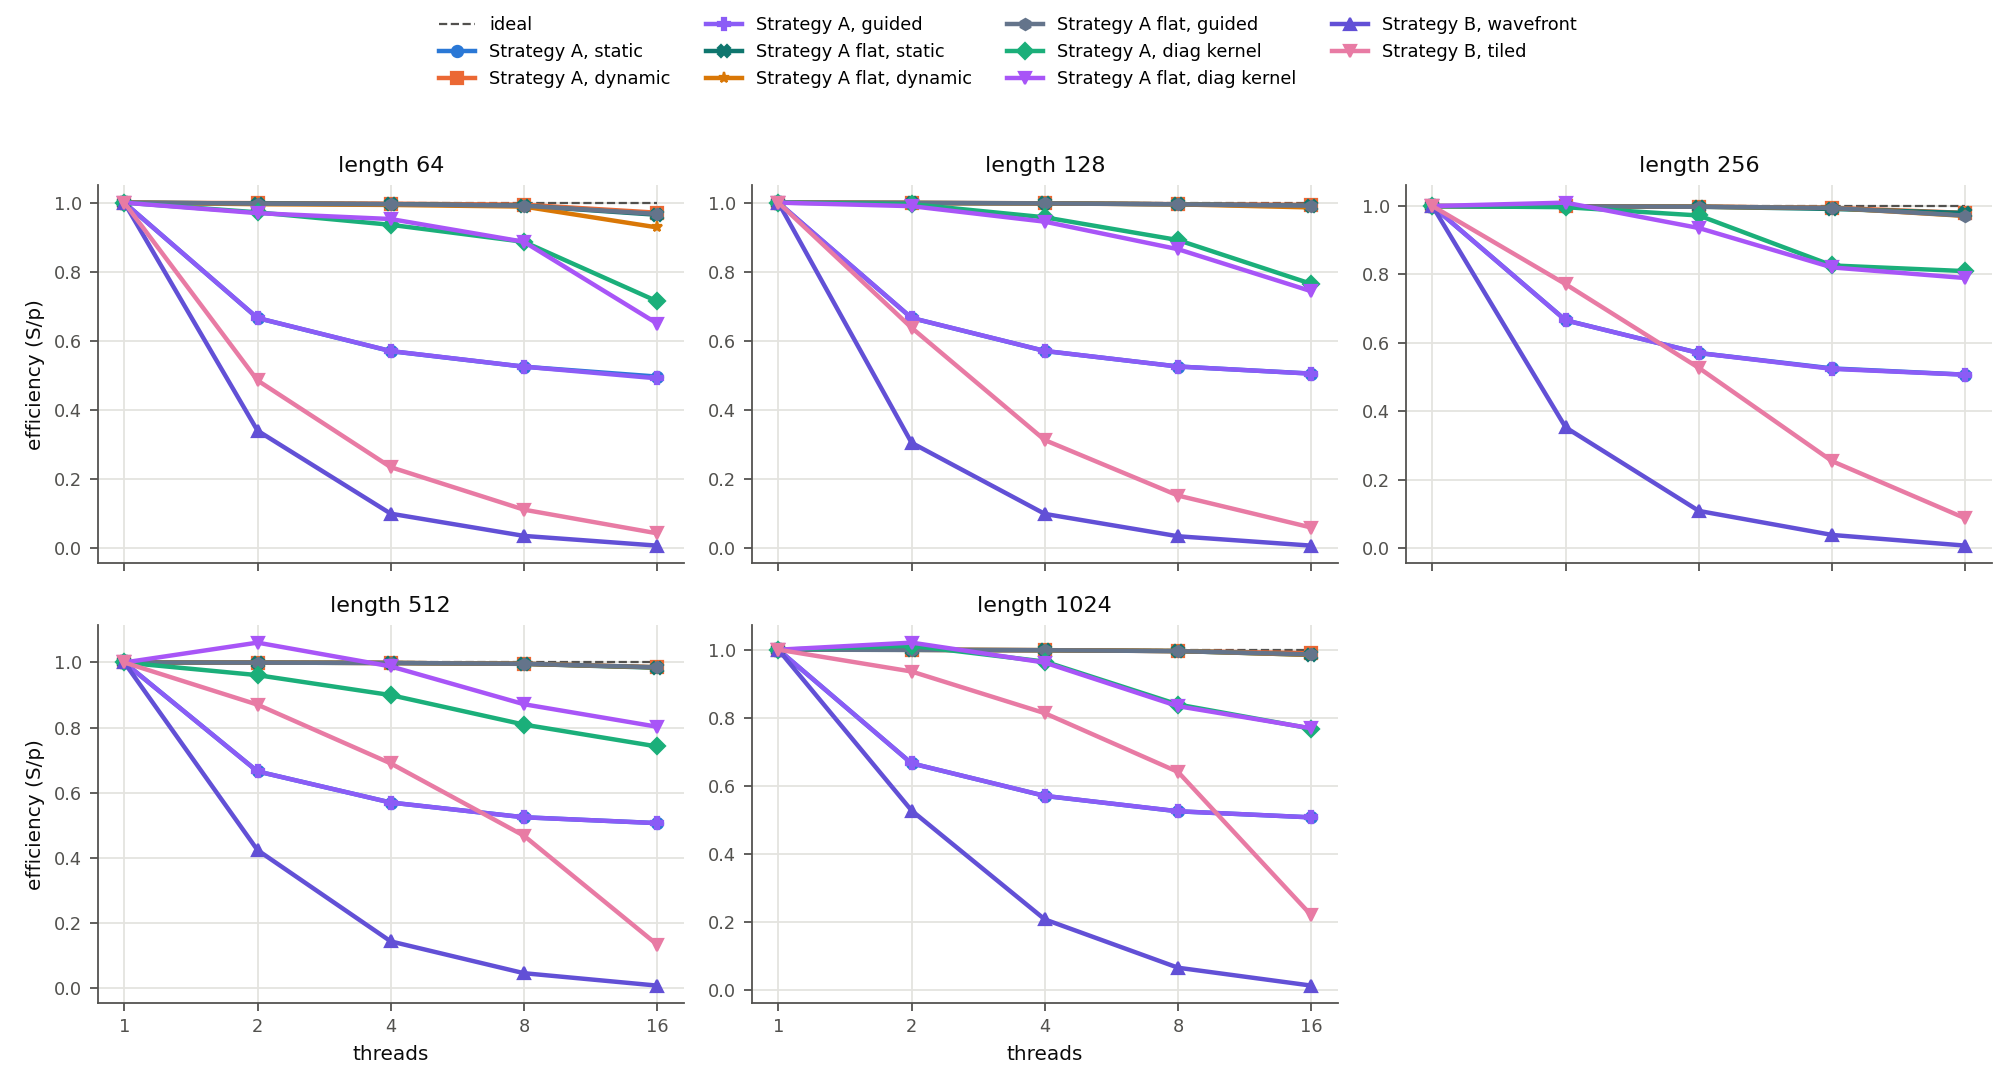 ideal
Strategy A, static
Strategy A, dynamic
Strategy A, guided
Strategy A flat, static
Strategy A flat, dynamic
Strategy A flat, guided
Strategy A, diag kernel
Strategy A flat, diag kernel
Strategy B, wavefront
Strategy B, tiled
length 64
efficiency (S/p)
1.0
0.8
0.6
0.4
0.2
0.0
length 128
1.0
0.8
0.6
0.4
0.2
0.0
length 256
1.0
0.8
0.6
0.4
0.2
0.0
length 512
efficiency (S/p)
1.0
0.8
0.6
0.4
0.2
0.0
1 2 4 8 16
threads
length 1024
1.0
0.8
0.6
0.4
0.2
0.0
1 2 4 8 16
threads